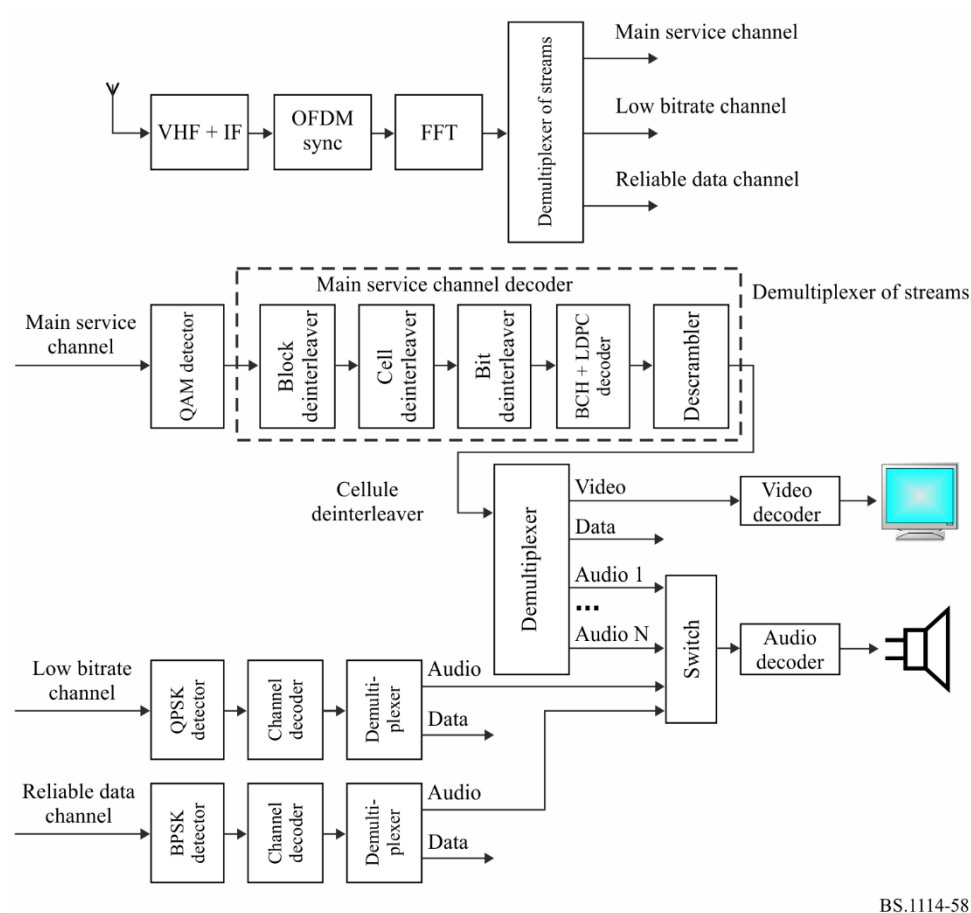 Main service channel
VHF + IF
OFDM
sync
FFT
Demultiplexer of streams
Low bitrate channel
Reliable data channel
Main service channel decoder
Demultiplexer of streams
Main service
channel
QAM detector
Block
deinterleaver
Cell
deinterleaver
Bit
deinterleaver
BCH + LDPC
decoder
Descrambler
Cellule
deinterleaver
Demultiplexer
Video
Data
Audio 1
...
Audio N
Video
decoder
Switch
Audio
decoder
Low bitrate
channel
QPSK
detector
Channel
decoder
Demulti-
plexer
Audio
Data
Reliable data
channel
BPSK
detector
Channel
decoder
Demulti-
plexer
Audio
Data
BS.1114-58